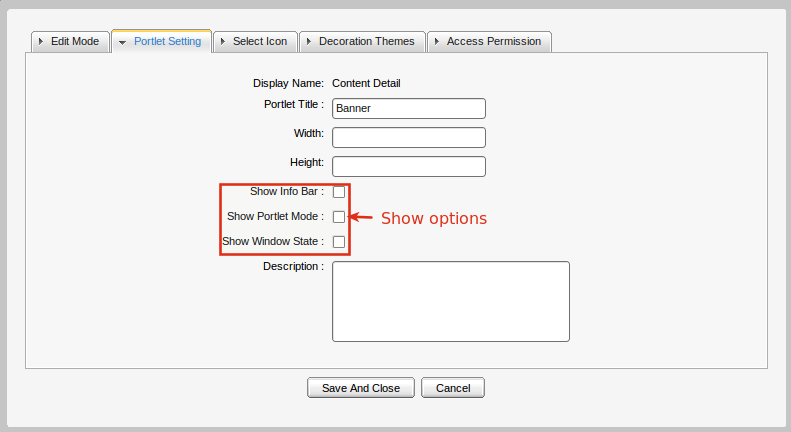 Edit Mode Portlet Setting Select Icon Decoration Themes Access Permission
Display Name: Content Detail
Portlet Title : Banner
Width:
Height:
Show Info Bar :
Show Portlet Mode : Show options
Show Window State :
Description :
Save And Close Cancel